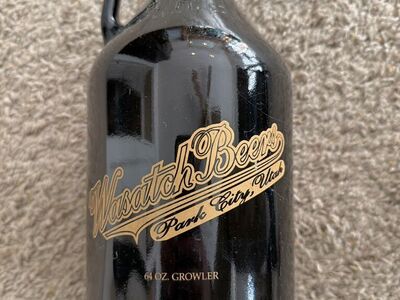 Wasatch Beers
Park City, Utah
64 OZ. GROWLER